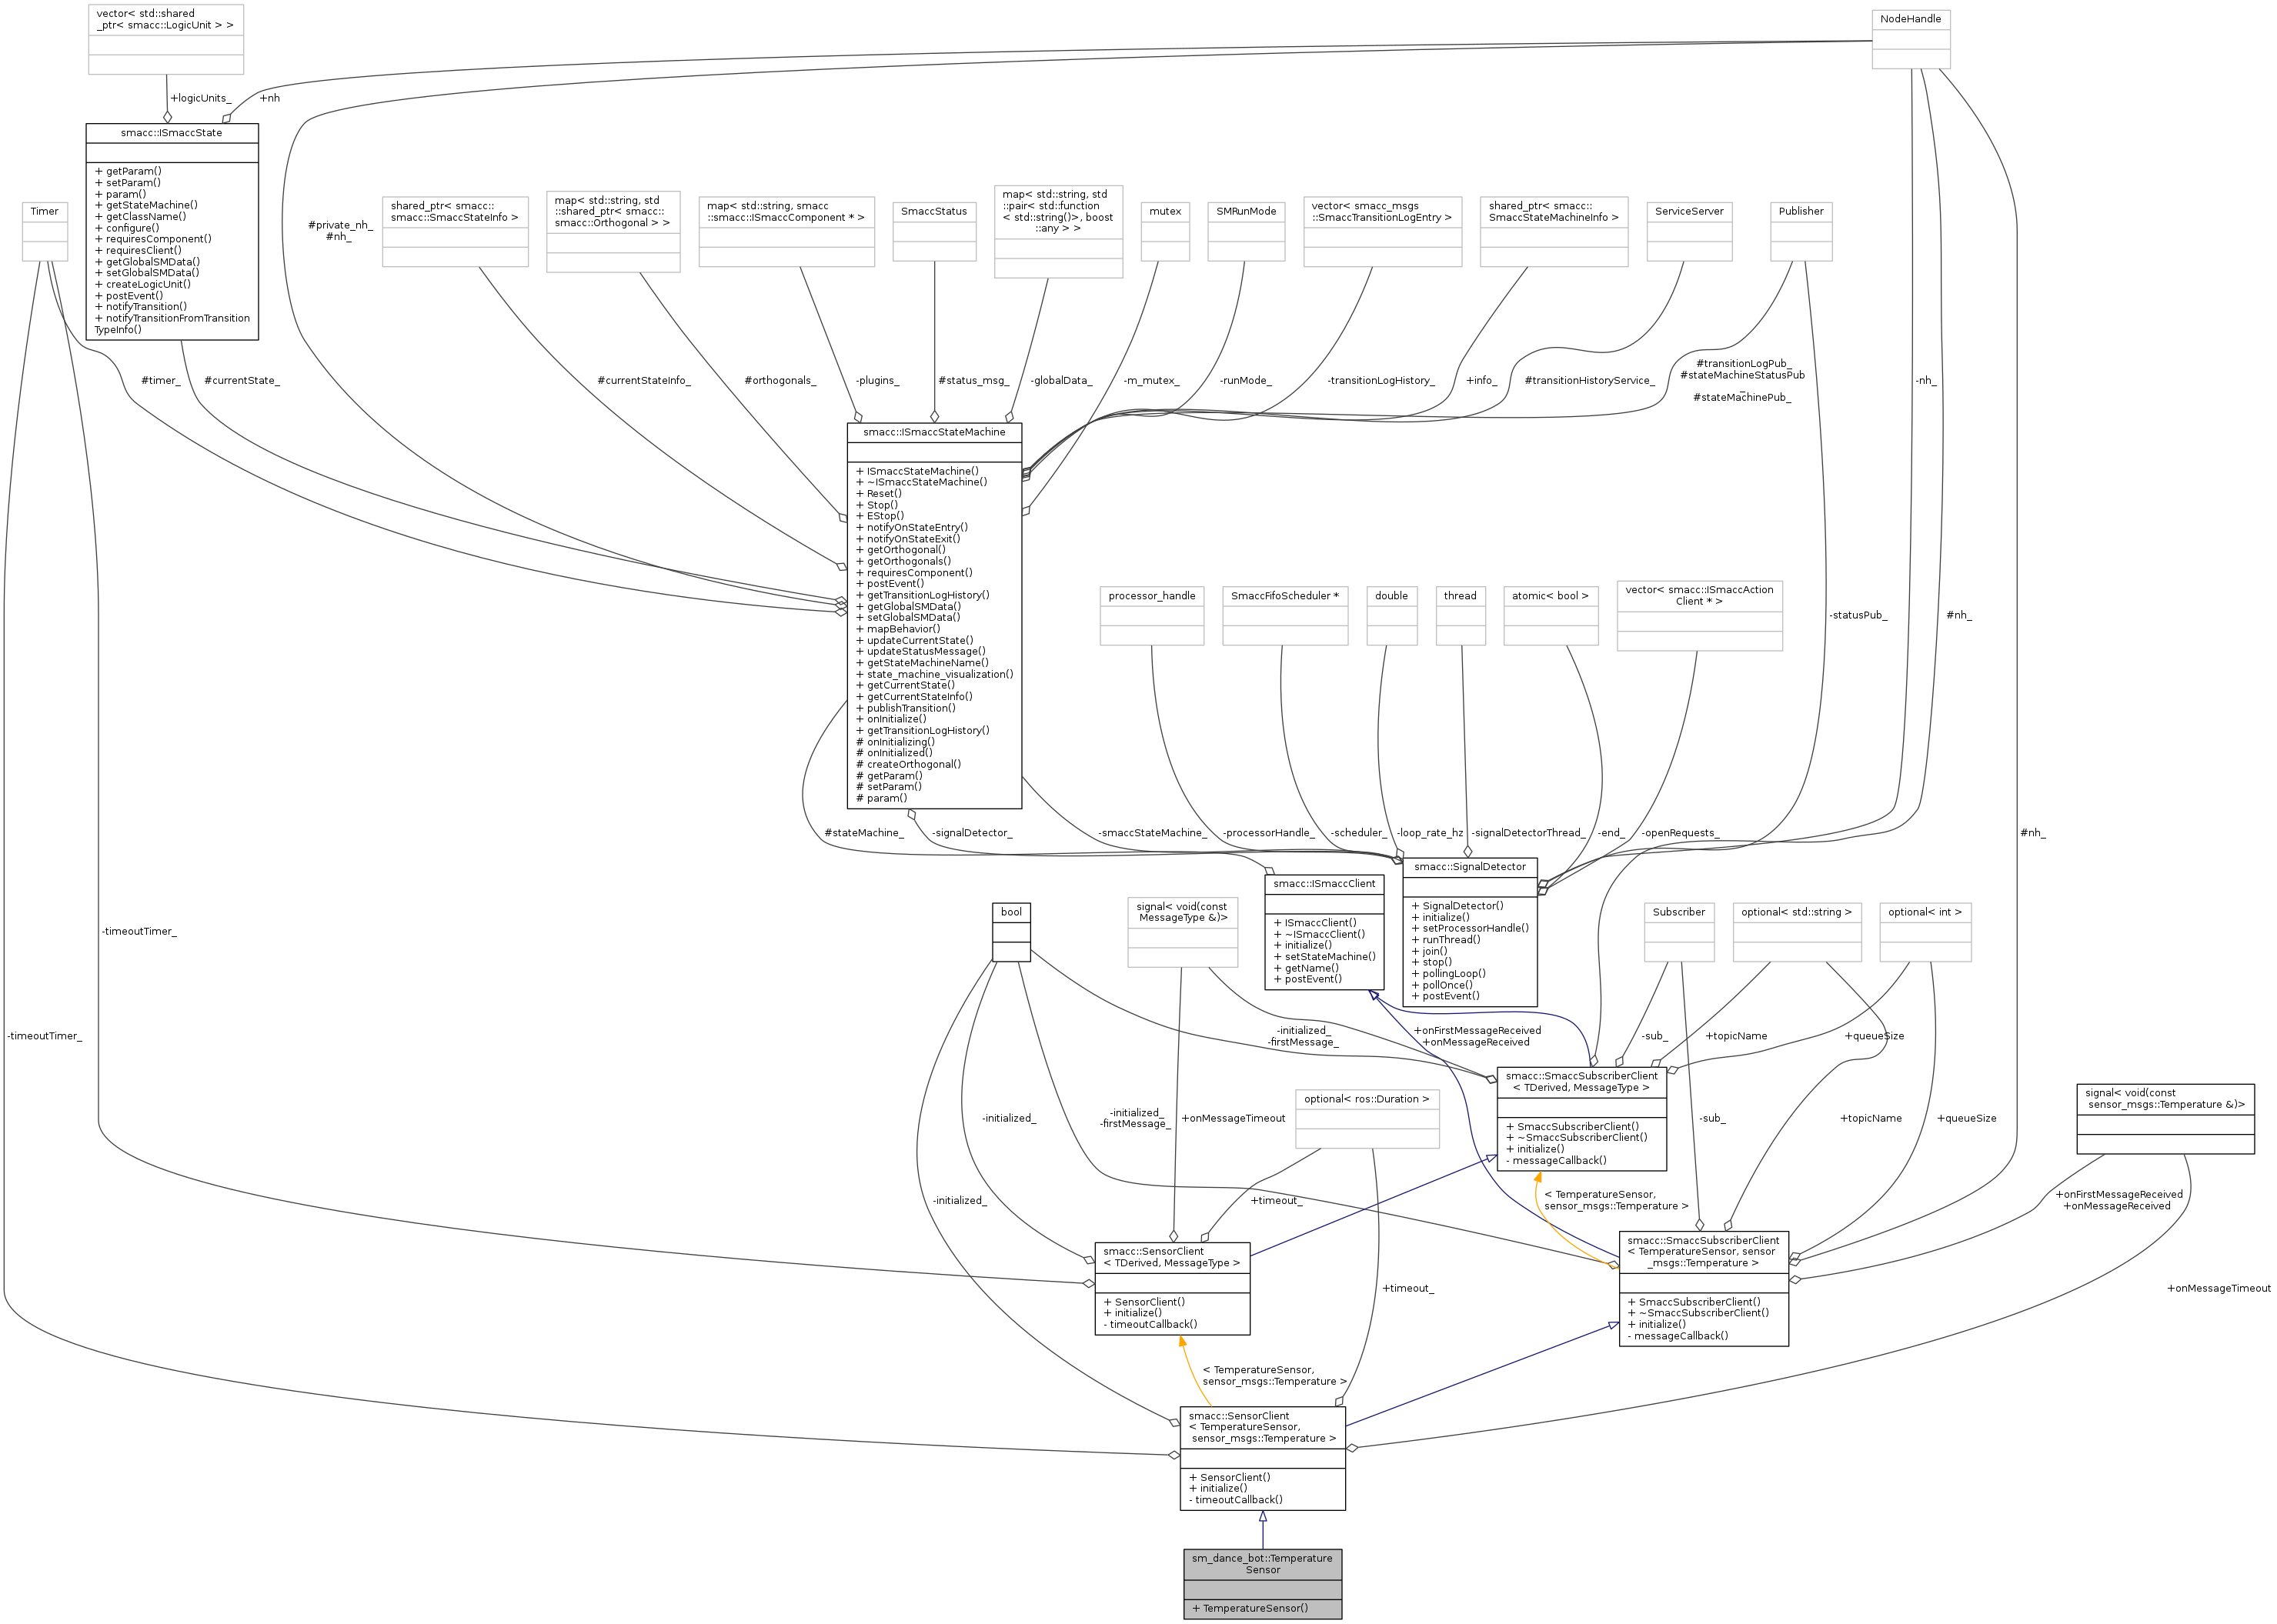 vector< std::shared
_ptr< smacc::LogicUnit > >
NodeHandle
+logicUnits_
+nh
smacc::ISmaccState
+ getParam()
+ setParam()
+ param()
+ getStateMachine()
+ getClassName()
+ configure()
+ requiresComponent()
+ requiresClient()
+ getGlobalSMData()
+ setGlobalSMData()
+ createLogicUnit()
+ postEvent()
+ notifyTransition()
+ notifyTransitionFromTransition
TypeInfo()
Timer
#private_nh_
#nh_
shared_ptr< smacc::
smacc::SmaccStateInfo >
map< std::string, std
::shared_ptr< smacc::
smacc::Orthogonal > >
map< std::string, smacc
::smacc::ISmaccComponent * >
SmaccStatus
map< std::string, std
::pair< std::function
< std::string()>, boost
::any > >
mutex
SMRunMode
vector< smacc_msgs
::SmaccTransitionLogEntry >
shared_ptr< smacc::
SmaccStateMachineInfo >
ServiceServer
Publisher
#timer_
#currentState_
#currentStateInfo_
#orthogonals_
-plugins_
#status_msg_
-globalData_
-m_mutex_
-runMode_
-transitionLogHistory_
+info_
#transitionHistoryService_
#transitionLogPub_
#stateMachineStatusPub
_
#stateMachinePub_
-nh_
smacc::ISmaccStateMachine
+ ISmaccStateMachine()
+ ~ISmaccStateMachine()
+ Reset()
+ Stop()
+ EStop()
+ notifyOnStateEntry()
+ notifyOnStateExit()
+ getOrthogonal()
+ getOrthogonals()
+ requiresComponent()
+ postEvent()
+ getTransitionLogHistory()
+ getGlobalSMData()
+ setGlobalSMData()
+ mapBehavior()
+ updateCurrentState()
+ updateStatusMessage()
+ getStateMachineName()
+ state_machine_visualization()
+ getCurrentState()
+ getCurrentStateInfo()
+ publishTransition()
+ onInitialize()
+ getTransitionLogHistory()
# onInitializing()
# onInitialized()
# createOrthogonal()
# getParam()
# setParam()
# param()
processor_handle
SmaccFifoScheduler *
double
thread
atomic< bool >
vector< smacc::ISmaccAction
Client * >
-statusPub_
#nh_
#stateMachine_
-signalDetector_
-smaccStateMachine_
-processorHandle_
-scheduler_
-loop_rate_hz
-signalDetectorThread_
-end_
-openRequests_
#nh_
smacc::SignalDetector
+ SignalDetector()
+ initialize()
+ setProcessorHandle()
+ runThread()
+ join()
+ stop()
+ pollingLoop()
+ pollOnce()
+ postEvent()
smacc::ISmaccClient
+ ISmaccClient()
+ ~ISmaccClient()
+ initialize()
+ setStateMachine()
+ getName()
+ postEvent()
bool
signal< void(const
MessageType &)>
Subscriber
optional< std::string >
optional< int >
-timeoutTimer_
-timeoutTimer_
-initialized_
-firstMessage_
+onFirstMessageReceived
+onMessageReceived
-sub_
+topicName
+queueSize
smacc::SmaccSubscriberClient
< TDerived, MessageType >
+ SmaccSubscriberClient()
+ ~SmaccSubscriberClient()
+ initialize()
- messageCallback()
optional< ros::Duration >
signal< void(const
sensor_msgs::Temperature &)>
-initialized_
-initialized_
-firstMessage_
+onMessageTimeout
-sub_
+topicName
+queueSize
-initialized_
+timeout_
< TemperatureSensor,
sensor_msgs::Temperature >
+onFirstMessageReceived
+onMessageReceived
smacc::SensorClient
< TDerived, MessageType >
+ SensorClient()
+ initialize()
- timeoutCallback()
smacc::SmaccSubscriberClient
< TemperatureSensor, sensor
_msgs::Temperature >
+ SmaccSubscriberClient()
+ ~SmaccSubscriberClient()
+ initialize()
- messageCallback()
+timeout_
+onMessageTimeout
< TemperatureSensor,
sensor_msgs::Temperature >
smacc::SensorClient
< TemperatureSensor,
sensor_msgs::Temperature >
+ SensorClient()
+ initialize()
- timeoutCallback()
sm_dance_bot::Temperature
Sensor
+ TemperatureSensor()